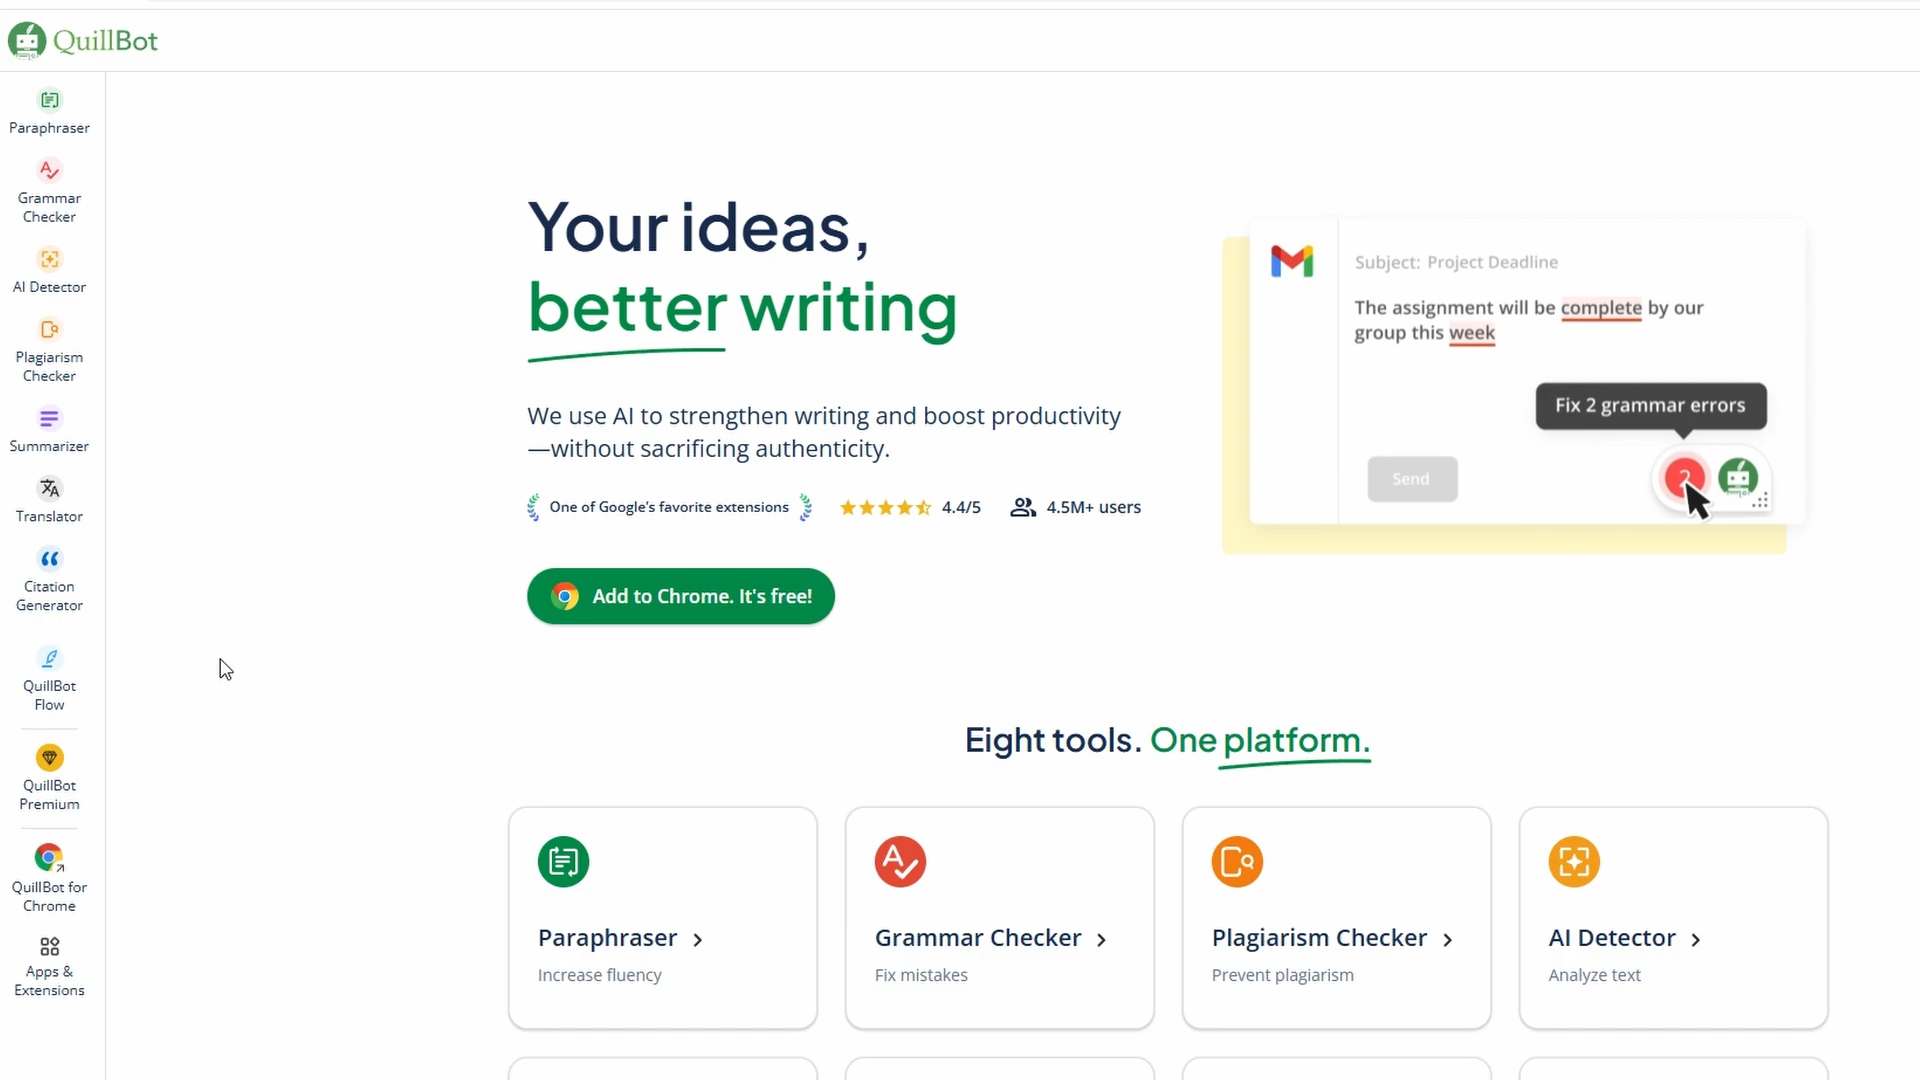 QuillBot
Paraphraser
Grammar
Checker
AI Detector
Plagiarism
Checker
Summarizer
Translator
Citation
Generator
QuillBot
Flow
QuillBot
Premium
QuillBot for
Chrome
Apps &
Extensions
Your ideas,
better writing
We use AI to strengthen writing and boost productivity
—without sacrificing authenticity.
One of Google's favorite extensions
4.4/5
4.5M+ users
Add to Chrome. It's free!
Subject: Project Deadline
The assignment will be complete by our
group this week
Fix 2 grammar errors
Send
2
Eight tools. One platform.
Paraphraser
Increase fluency
Grammar Checker
Fix mistakes
Plagiarism Checker
Prevent plagiarism
AI Detector
Analyze text